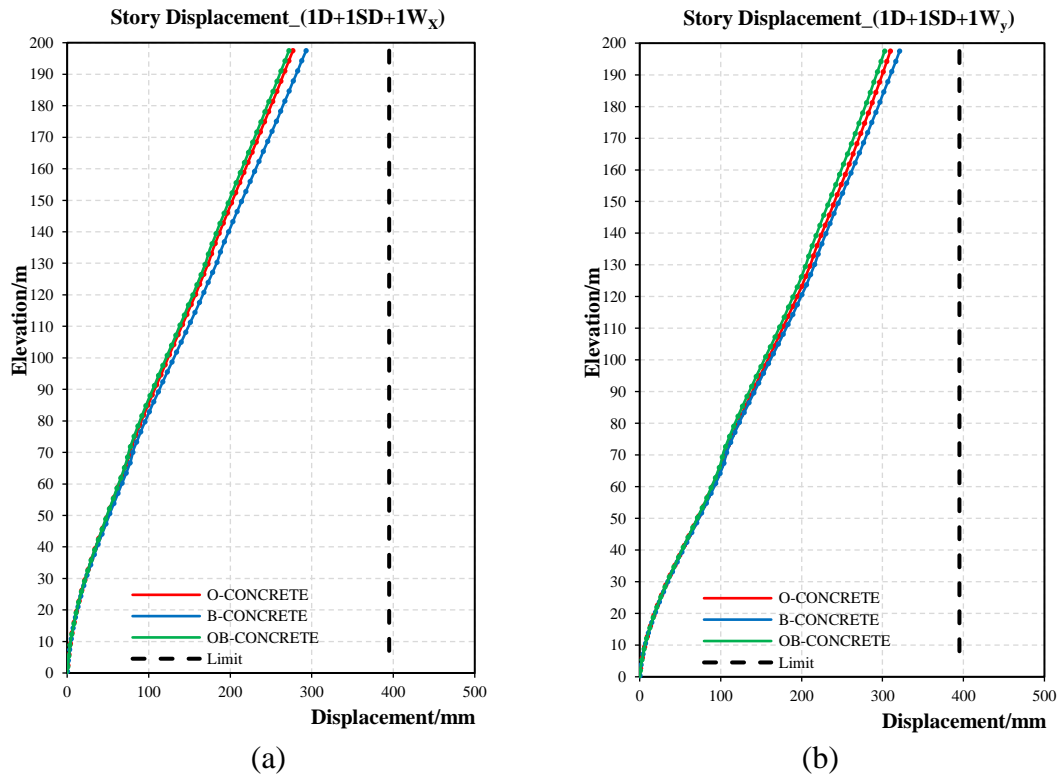 Story Displacement_(1D+1SD+1W_X)
200
190
180
170
160
150
140
130
120
110
100
90
80
70
60
50
40
30
20
10
0
Elevation/m
O-CONCRETE
B-CONCRETE
OB-CONCRETE
Limit
0 100 200 300 400 500
Displacement/mm
(a)
Story Displacement_(1D+1SD+1W_y)
200
190
180
170
160
150
140
130
120
110
100
90
80
70
60
50
40
30
20
10
0
Elevation/m
O-CONCRETE
B-CONCRETE
OB-CONCRETE
Limit
0 100 200 300 400 500
Displacement/mm
(b)